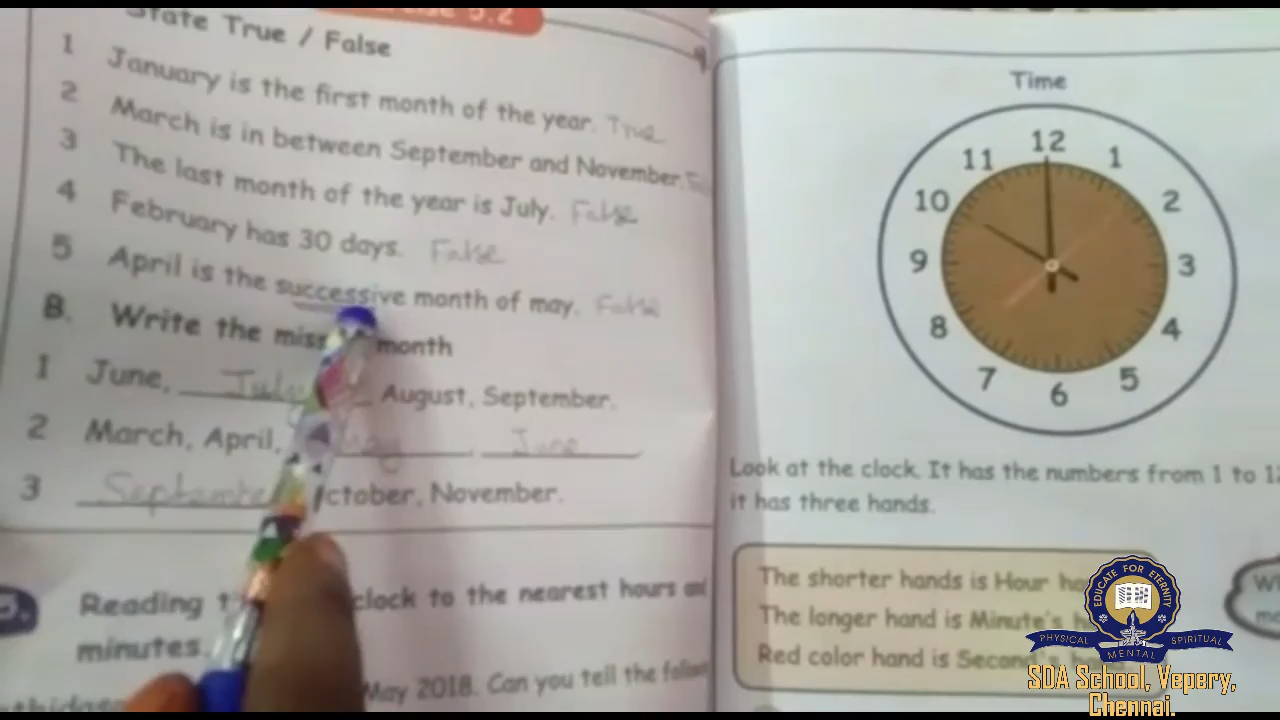 State True / False
1 January is the first month of the year. True
2 March is in between September and November.
3 The last month of the year is July. False
4 February has 30 days. False
5 April is the successive month of may. False
B. Write the month
1 June, July August, September.
2 March, April, May June
3 September October, November.
Reading clock to the nearest hours and
minutes.
May 2018. Can you tell the
Time
12
11 1
10 2
9 3
8 4
7 5
6
Look at the clock. It has the numbers from 1 to 12
it has three hands.
The shorter hands is Hour
The longer hand is Minute's
Red color hand is
EDUCATE FOR ETERNITY
PHYSICAL MENTAL SPIRITUAL
SDA School, Vepery,
Chennai.